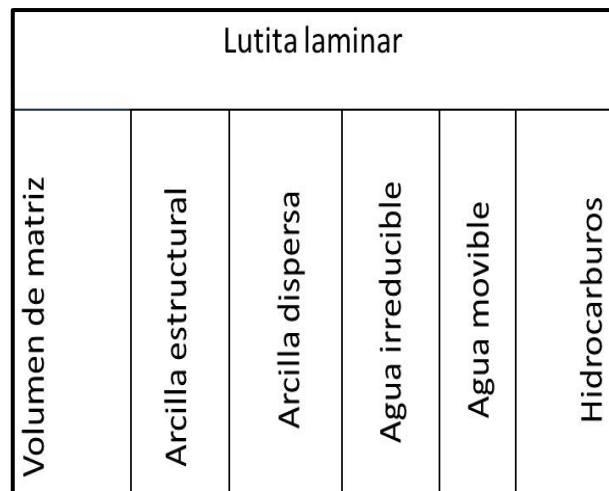 Lutita laminar
Volumen de matriz
Arcilla estructural
Arcilla dispersa
Agua irreducible
Agua movible
Hidrocarburos